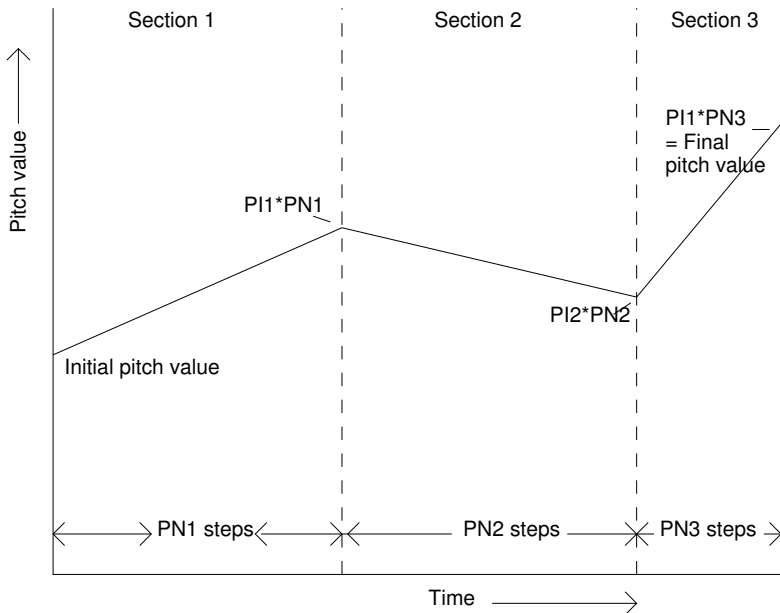 Section 1
Section 2
Section 3
Pitch value
PI1*PN3
= Final
pitch value
PI1*PN1
PI2*PN2
Initial pitch value
PN1 steps
PN2 steps
PN3 steps
Time